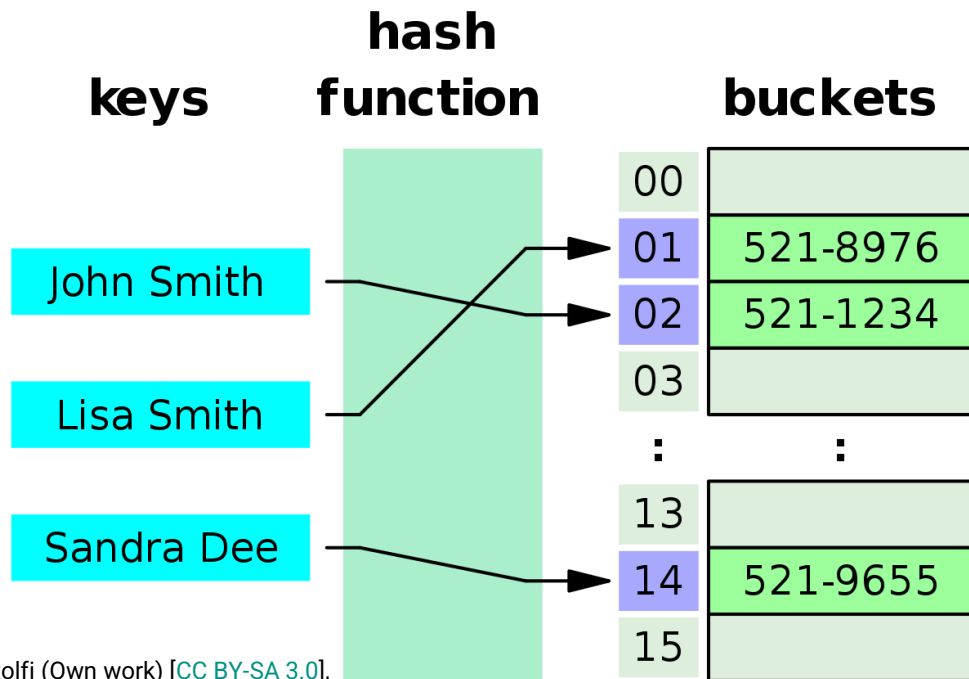 hash
keys function buckets
00
01 521-8976
John Smith
02 521-1234
03
Lisa Smith
: :
13
Sandra Dee
14 521-9655
15
(Own work) [CC BY-SA 3.0],